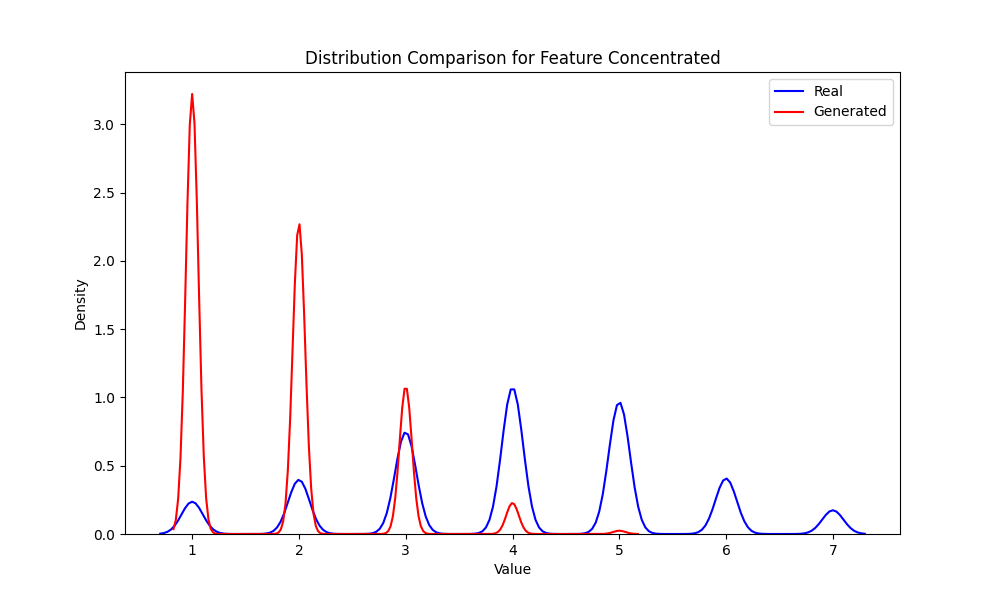 Distribution Comparison for Feature Concentrated
Real
Generated
Density
3.0
2.5
2.0
1.5
1.0
0.5
0.0
1 2 3 4 5 6 7
Value